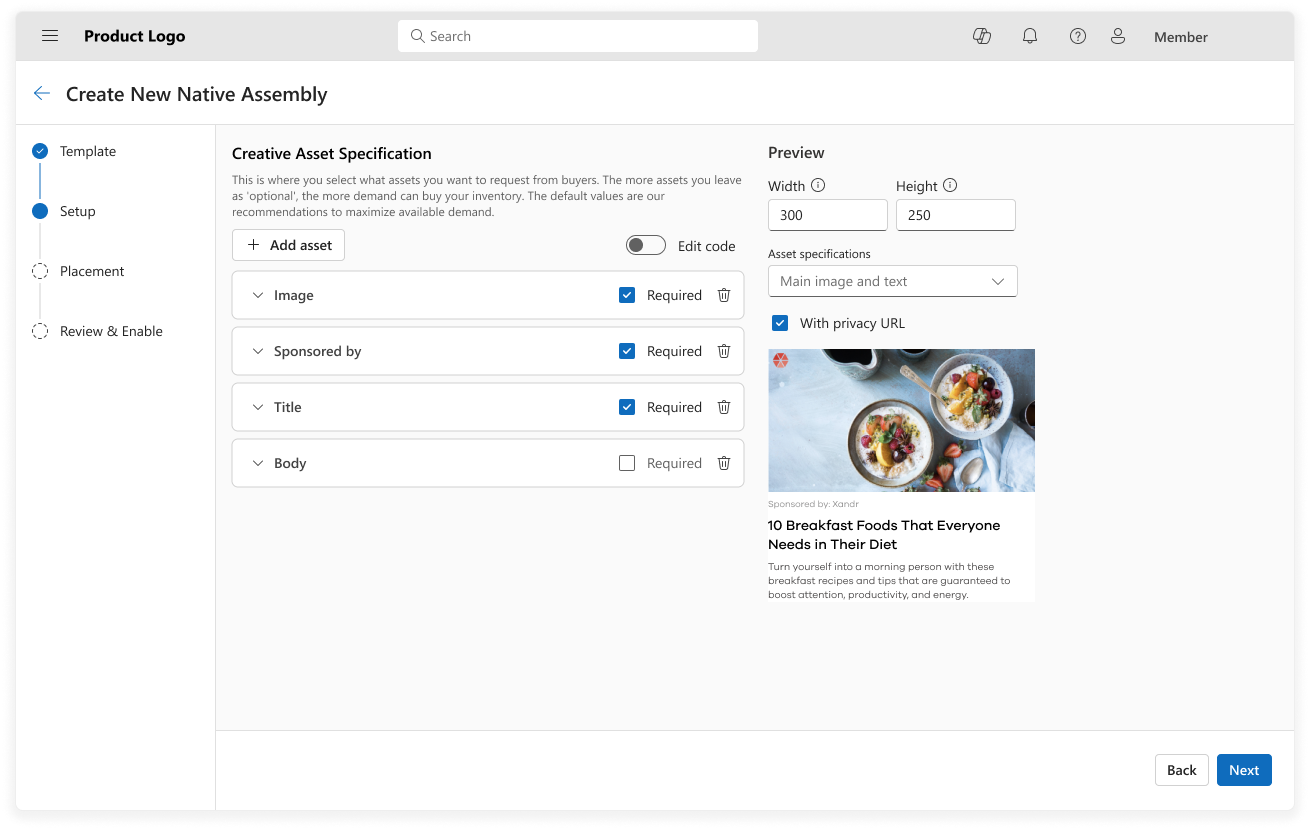 Product Logo
Search
Member
Create New Native Assembly
Template
Setup
Placement
Review & Enable
Creative Asset Specification
This is where you select what assets you want to request from buyers. The more assets you leave
as 'optional', the more demand can buy your inventory. The default values are our
recommendations to maximize available demand.
Add asset
Edit code
Image
Required
Sponsored by
Required
Title
Required
Body
Required
Preview
Width
Height
300
250
Asset specifications
Main image and text
With privacy URL
Sponsored by: Xandr
10 Breakfast Foods That Everyone
Needs in Their Diet
Turn yourself into a morning person with these
breakfast recipes and tips that are guaranteed to
boost attention, productivity, and energy.
Back
Next